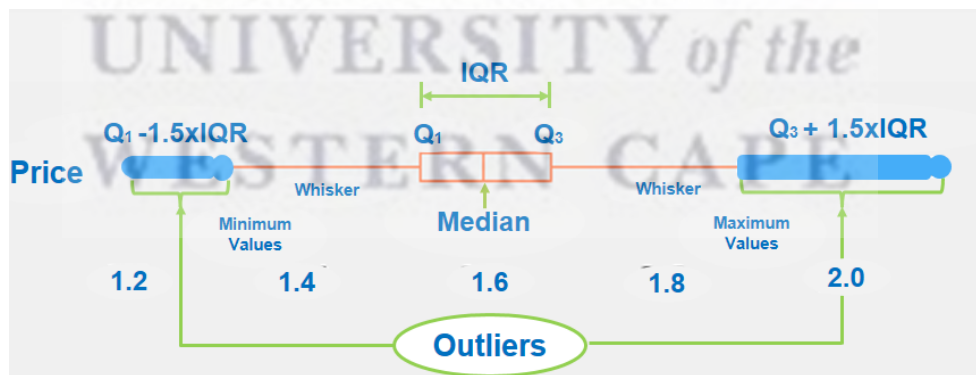 UNIVERSITY of the
WESTERN CAPE
IQR
Q₁ -1.5xIQR
Q₁
Q₃
Q₃ + 1.5xIQR
Price
Whisker
Whisker
Minimum
Values
Median
Maximum
Values
1.2
1.4
1.6
1.8
2.0
Outliers